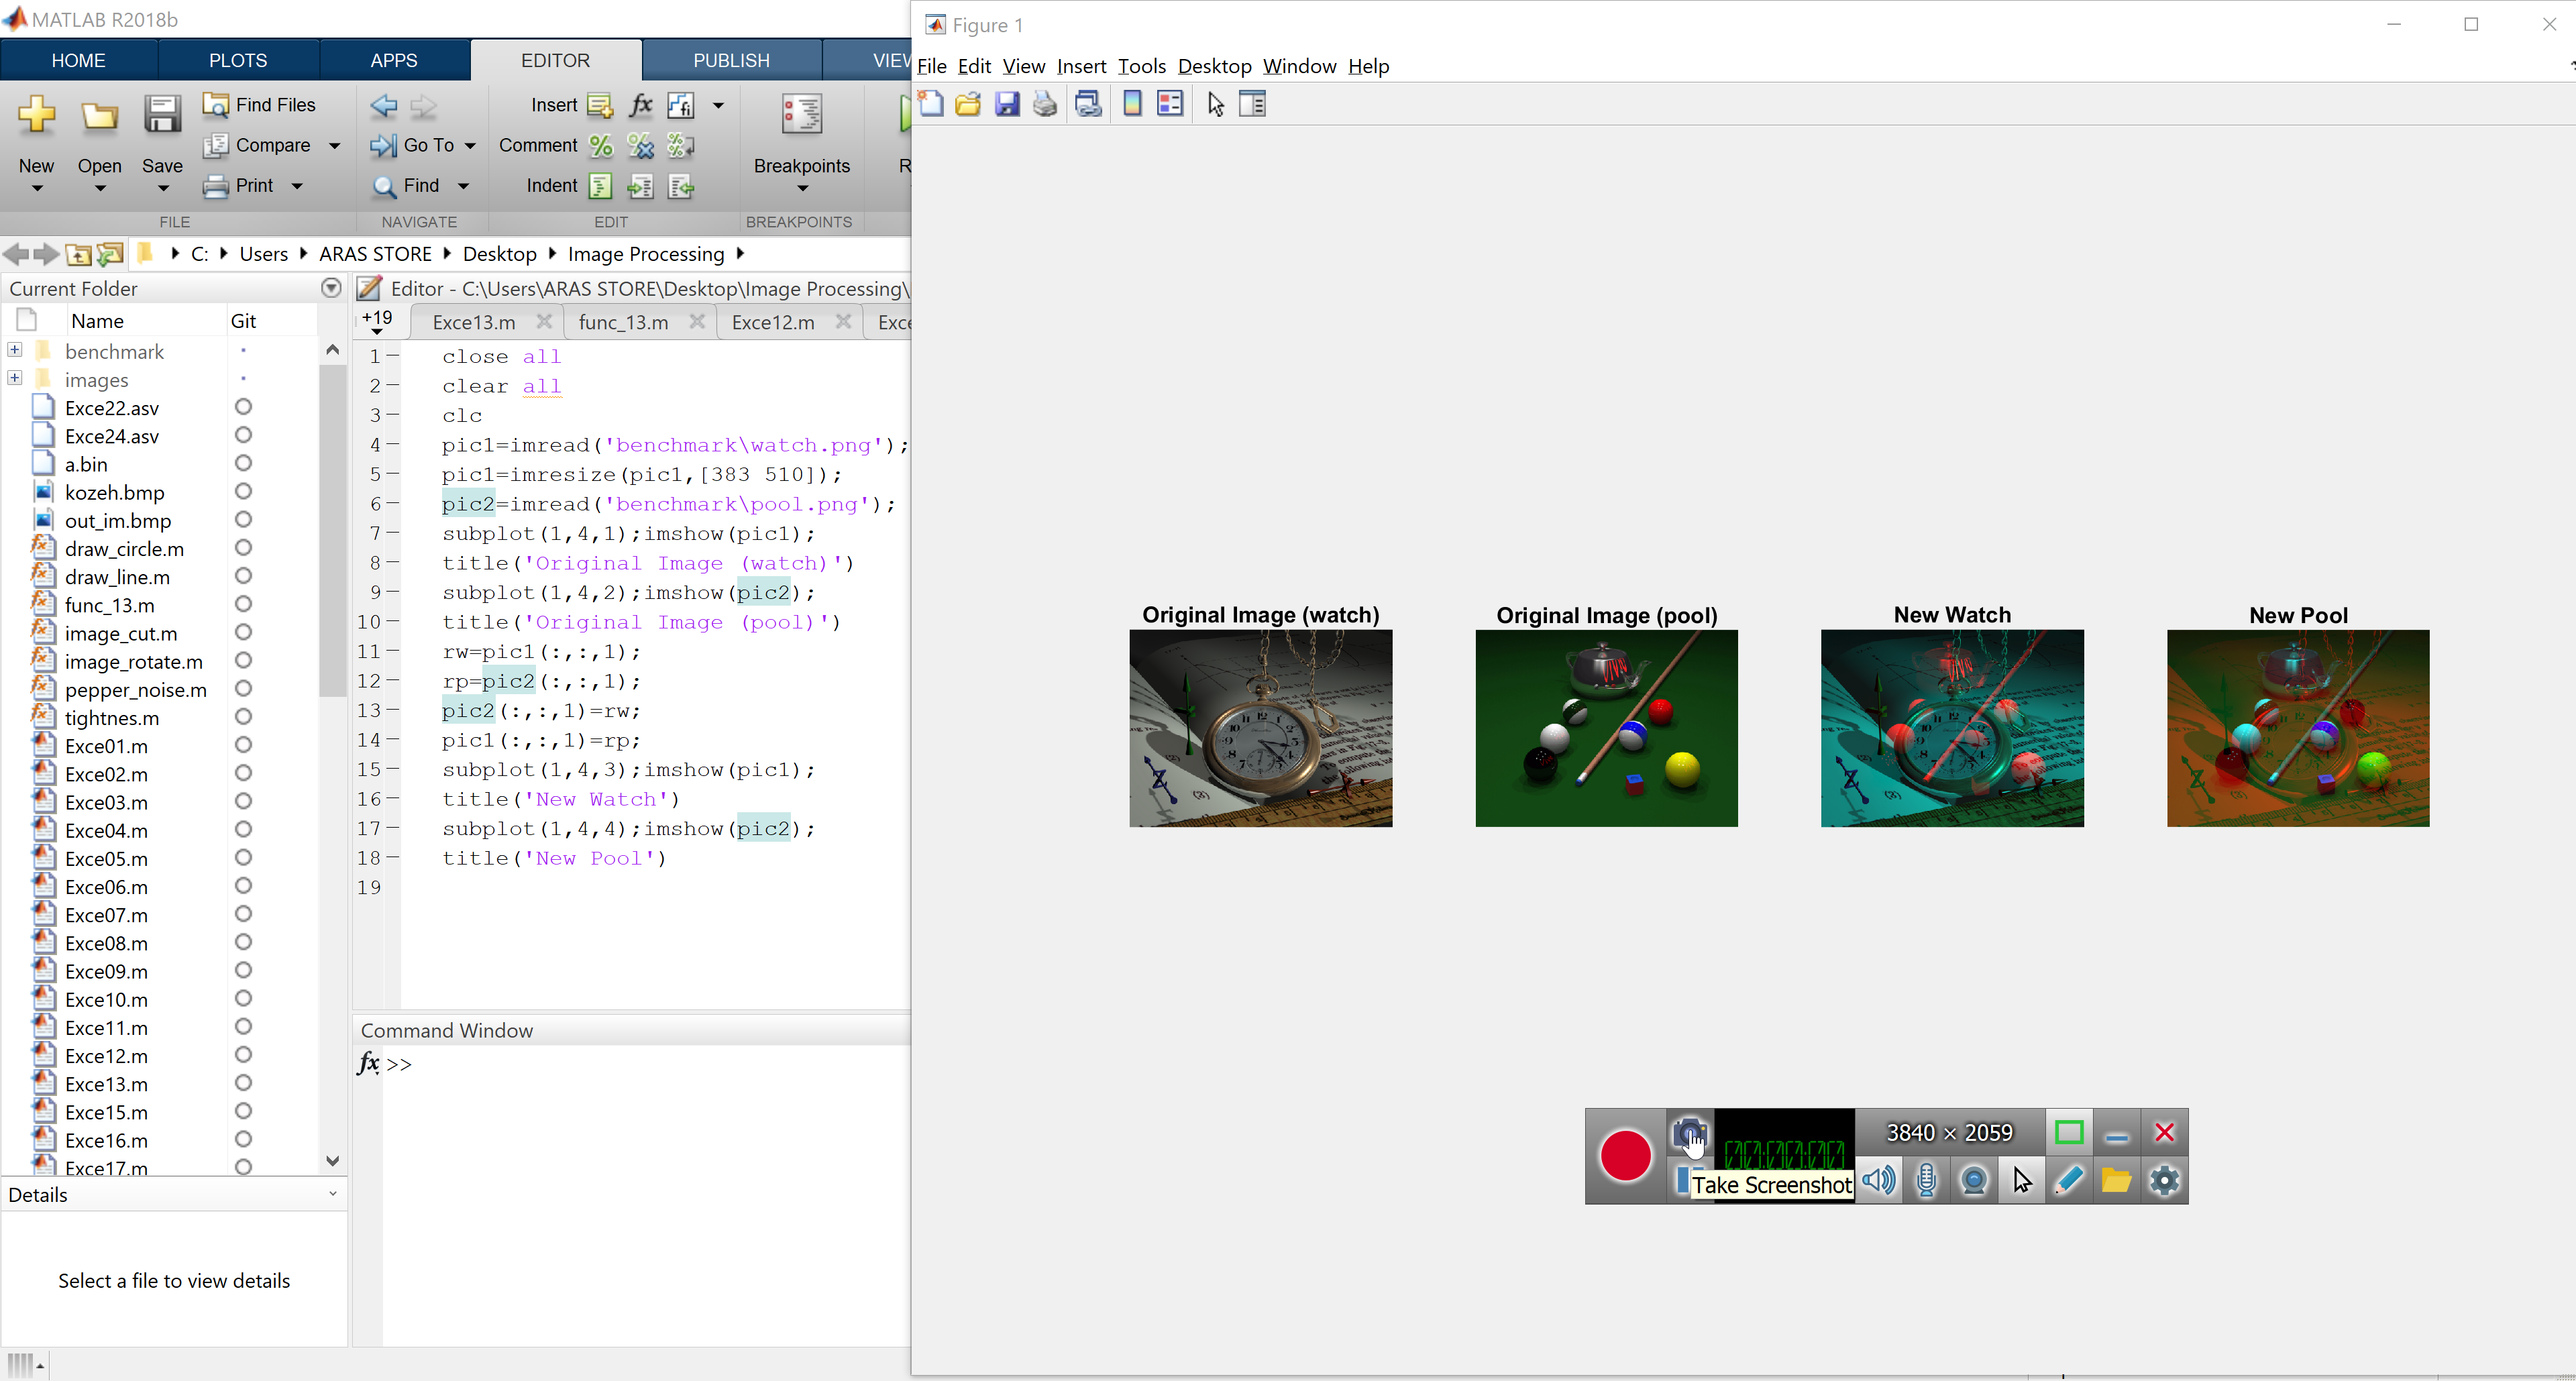 MATLAB R2018b
HOME PLOTS APPS EDITOR PUBLISH VIEW
New Open Save
Find Files
Compare
Print
Go To
Find
Insert
Comment
Indent
Breakpoints
R
FILE NAVIGATE EDIT BREAKPOINTS
C: Users ARAS STORE Desktop Image Processing
Current Folder
Name Git
benchmark
images
Exce22.asv
Exce24.asv
a.bin
kozeh.bmp
out_im.bmp
draw_circle.m
draw_line.m
func_13.m
image_cut.m
image_rotate.m
pepper_noise.m
tightnes.m
Exce01.m
Exce02.m
Exce03.m
Exce04.m
Exce05.m
Exce06.m
Exce07.m
Exce08.m
Exce09.m
Exce10.m
Exce11.m
Exce12.m
Exce13.m
Exce15.m
Exce16.m
Exce17.m
Details
Select a file to view details
Editor - C:\Users\ARAS STORE\Desktop\Image Processing\
+19 Exce13.m func_13.m Exce12.m Exce
1 close all
2 clear all
3 clc
4 pic1=imread('benchmark\watch.png');
5 pic1=imresize(pic1,[383 510]);
6 pic2=imread('benchmark\pool.png');
7 subplot(1,4,1);imshow(pic1);
8 title('Original Image (watch)')
9 subplot(1,4,2);imshow(pic2);
10 title('Original Image (pool)')
11 rw=pic1(:,:,1);
12 rp=pic2(:,:,1);
13 pic2(:,:,1)=rw;
14 pic1(:,:,1)=rp;
15 subplot(1,4,3);imshow(pic1);
16 title('New Watch')
17 subplot(1,4,4);imshow(pic2);
18 title('New Pool')
19
Command Window
fx >>
Figure 1
File Edit View Insert Tools Desktop Window Help
Original Image (watch) Original Image (pool) New Watch New Pool
00:00:00
3840 × 2059
Take Screenshot